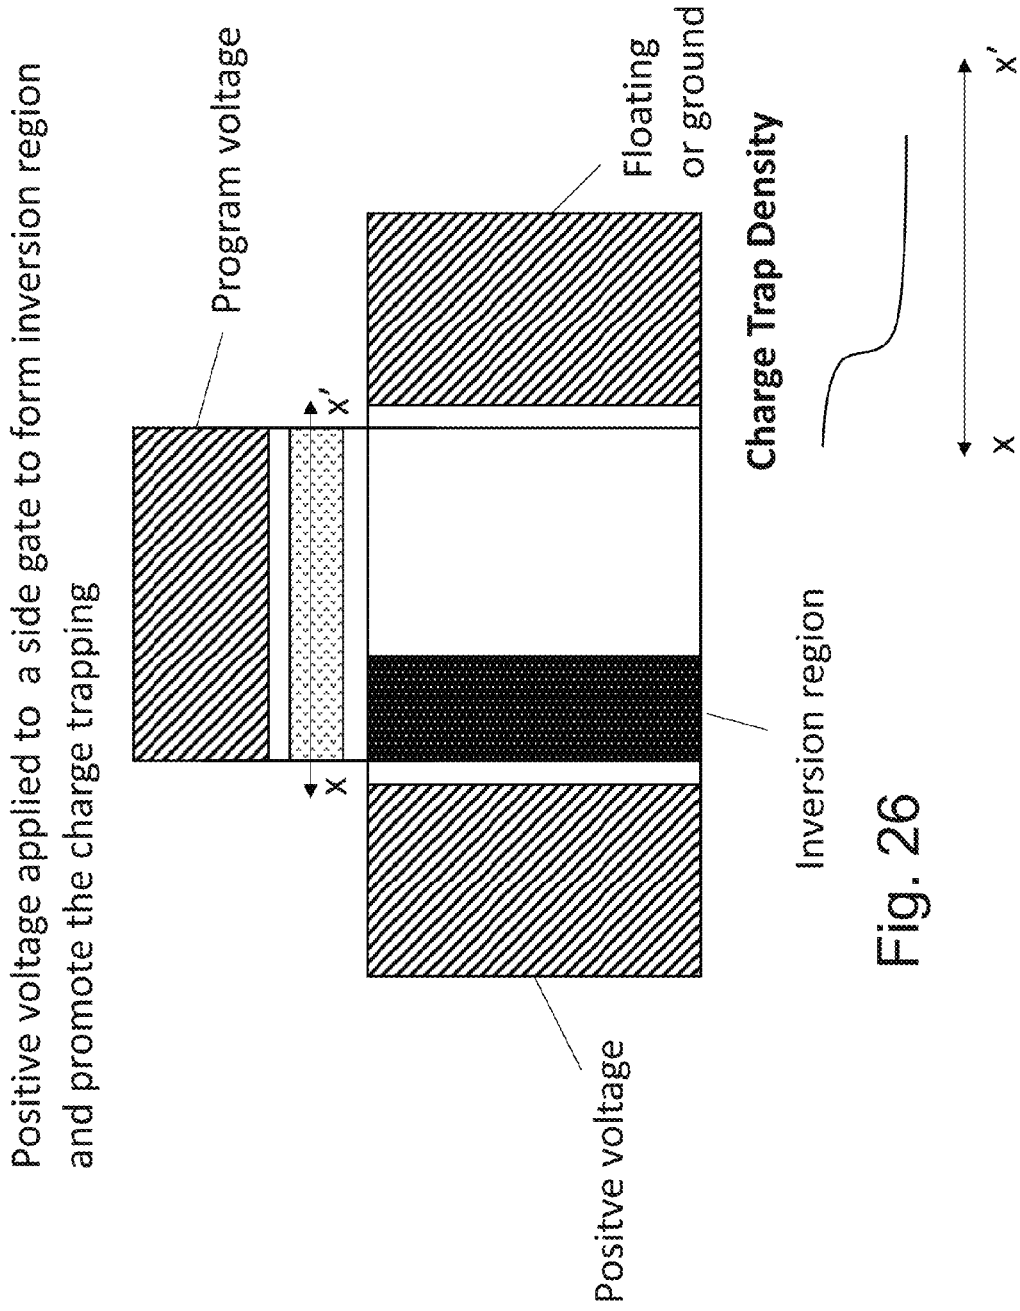 Positive voltage applied to a side gate to form inversion region
and promote the charge trapping
Program voltage
x
x'
Positve voltage
Floating
or ground
Inversion region
Charge Trap Density
x
x'
Fig. 26